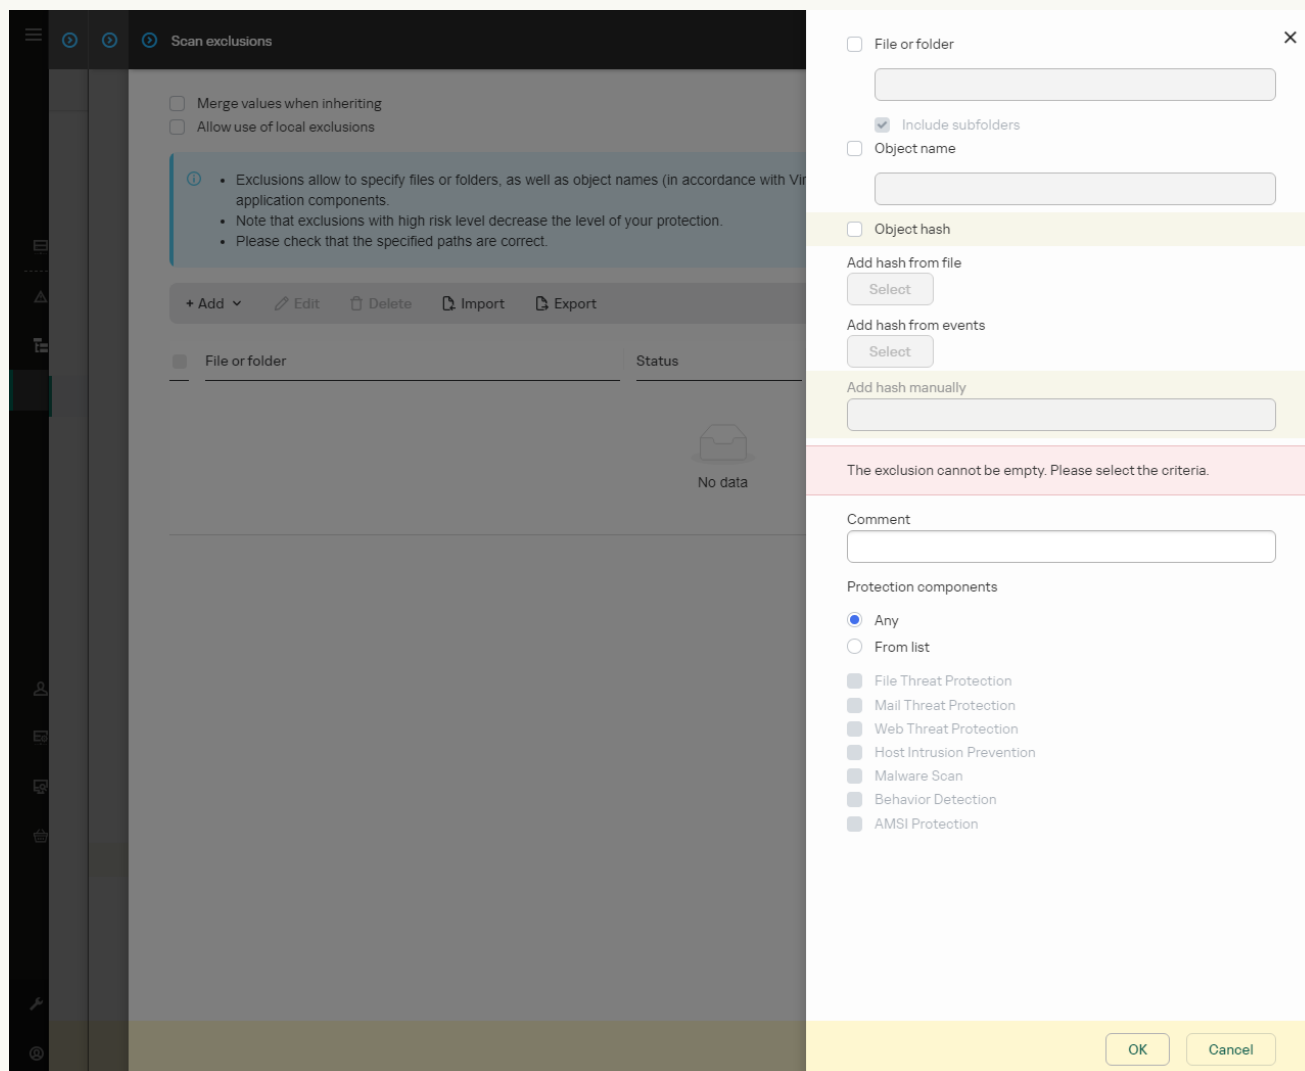 Scan exclusions
Merge values when inheriting
Allow use of local exclusions
• Exclusions allow to specify files or folders, as well as object names (in accordance with Vir
application components.
• Note that exclusions with high risk level decrease the level of your protection.
• Please check that the specified paths are correct.
+ Add
Edit
Delete
Import
Export
File or folder
Status
No data
File or folder
Include subfolders
Object name
Object hash
Add hash from file
Select
Add hash from events
Select
Add hash manually
The exclusion cannot be empty. Please select the criteria.
Comment
Protection components
Any
From list
File Threat Protection
Mail Threat Protection
Web Threat Protection
Host Intrusion Prevention
Malware Scan
Behavior Detection
AMSI Protection
OK
Cancel